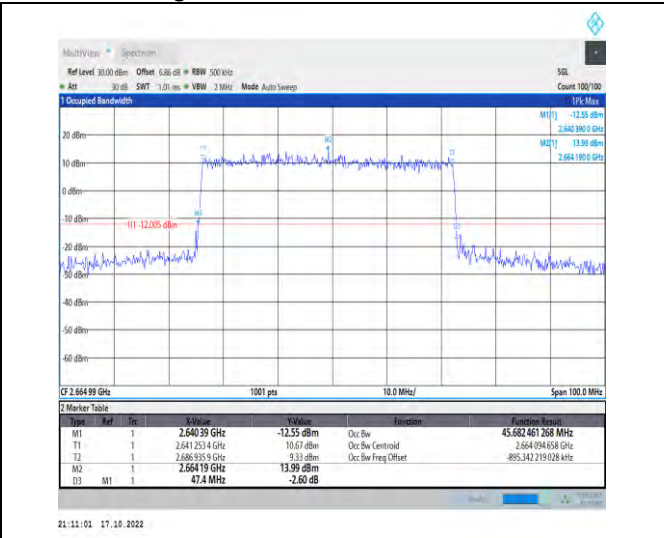 MultiView Spectrum
Ref Level 30.00 dBm Offset 6.86 dB RBW 500 kHz SGL
Att 30 dB SWT 1.01 ms VBW 2 MHz Mode Auto Sweep Count 100/100
1 Occupied Bandwidth 1Pk Max
M1[1] -12.55 dBm
2.640 390 0 GHz
20 dBm M2[1] 13.99 dBm
2.664 190 0 GHz
M2
T1
T2
10 dBm
0 dBm
M1
-10 dBm
H1 -12.005 dBm
-20 dBm
-30 dBm
-40 dBm
-50 dBm
-60 dBm
CF 2.664 99 GHz 1001 pts 10.0 MHz/ Span 100.0 MHz
2 Marker Table
Type Ref Trc X-Value Y-Value Function Function Result
M1 1 2.640 39 GHz -12.55 dBm Occ Bw 45.682 461 268 MHz
T1 1 2.641 253 4 GHz 10.67 dBm Occ Bw Centroid 2.664 094 658 GHz
T2 1 2.686 935 9 GHz 9.33 dBm Occ Bw Freq Offset -895.342 219 028 kHz
M2 1 2.664 19 GHz 13.99 dBm
D3 M1 1 47.4 MHz -2.60 dB
21:11:01 17.10.2022